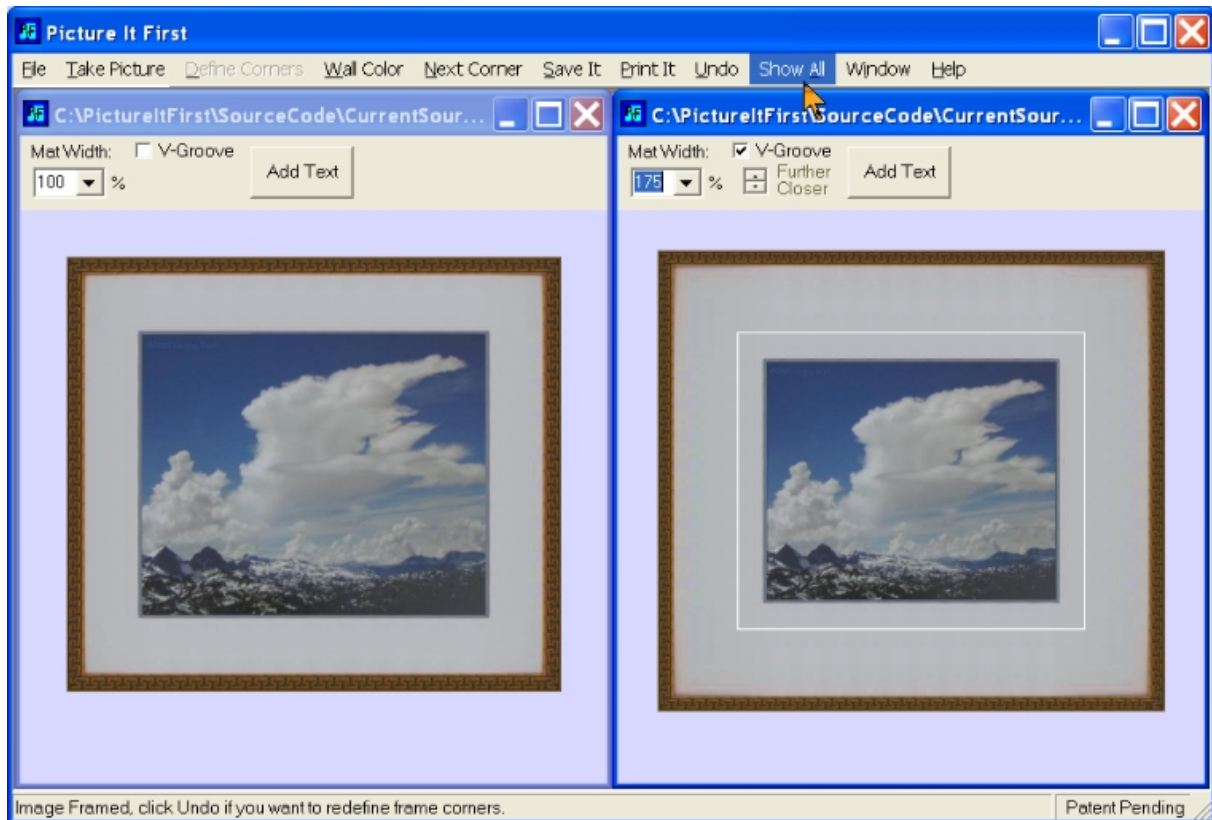 Picture It First
File Take Picture Define Corners Wall Color Next Corner Save It Print It Undo Show All Window Help
C:\PictureItFirst\SourceCode\CurrentSour...
Mat Width: V-Groove
100 % Add Text
C:\PictureItFirst\SourceCode\CurrentSour...
Mat Width: V-Groove
175 % Further Closer Add Text
Image Framed, click Undo if you want to redefine frame corners.
Patent Pending